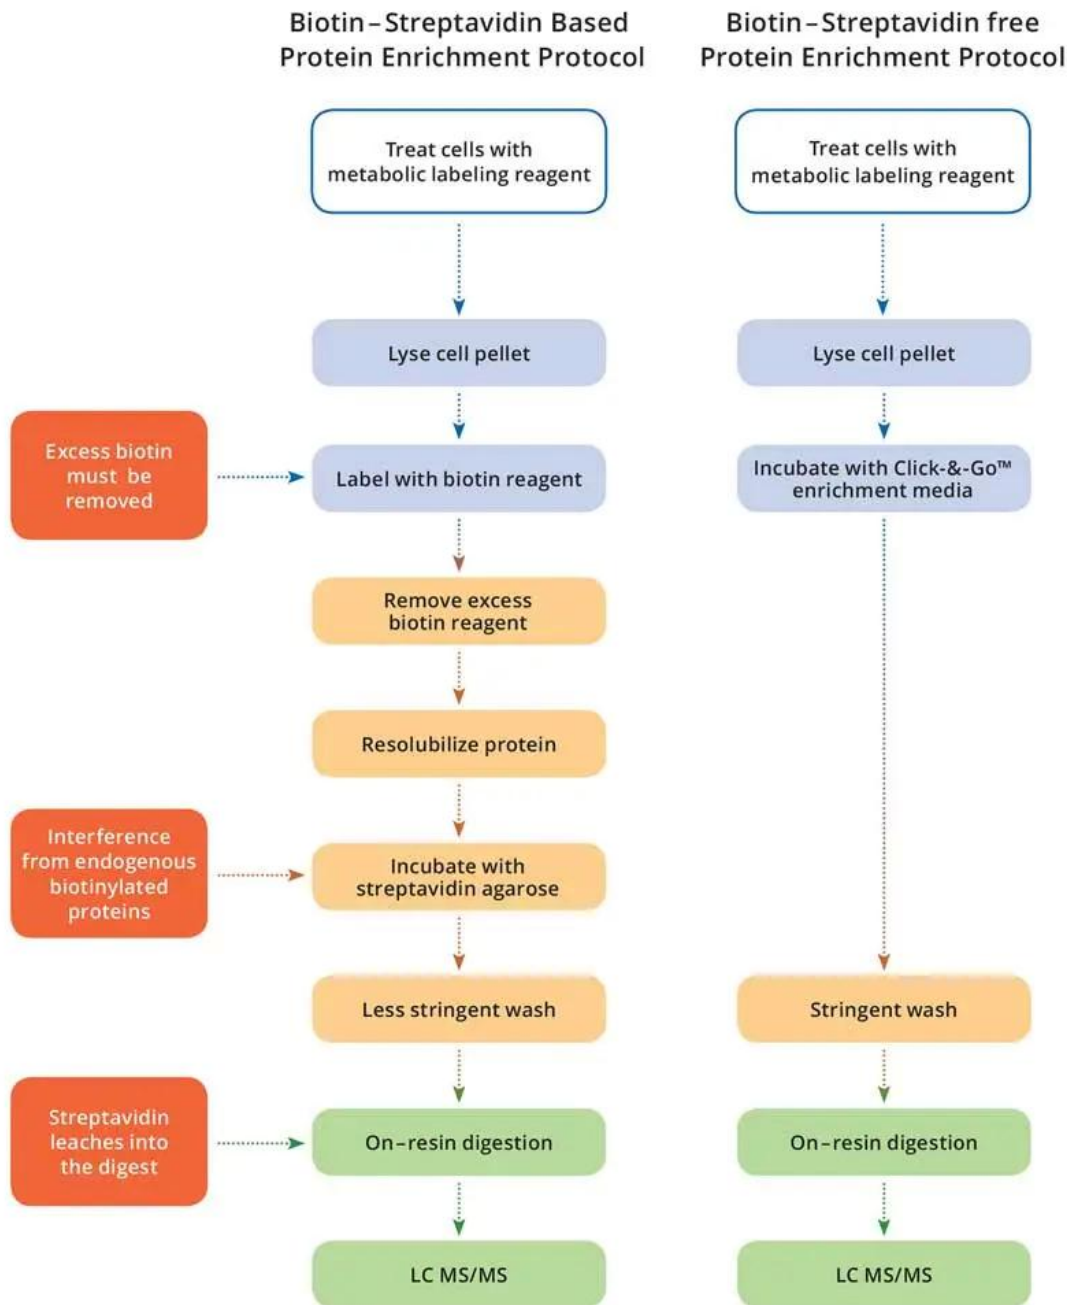 Biotin–Streptavidin Based
Protein Enrichment Protocol
Treat cells with
metabolic labeling reagent
Lyse cell pellet
Excess biotin
must be
removed
Label with biotin reagent
Remove excess
biotin reagent
Resolubilize protein
Interference
from endogenous
biotinylated
proteins
Incubate with
streptavidin agarose
Less stringent wash
Streptavidin
leaches into
the digest
On–resin digestion
LC MS/MS
Biotin–Streptavidin free
Protein Enrichment Protocol
Treat cells with
metabolic labeling reagent
Lyse cell pellet
Incubate with Click-&-Go™
enrichment media
Stringent wash
On–resin digestion
LC MS/MS